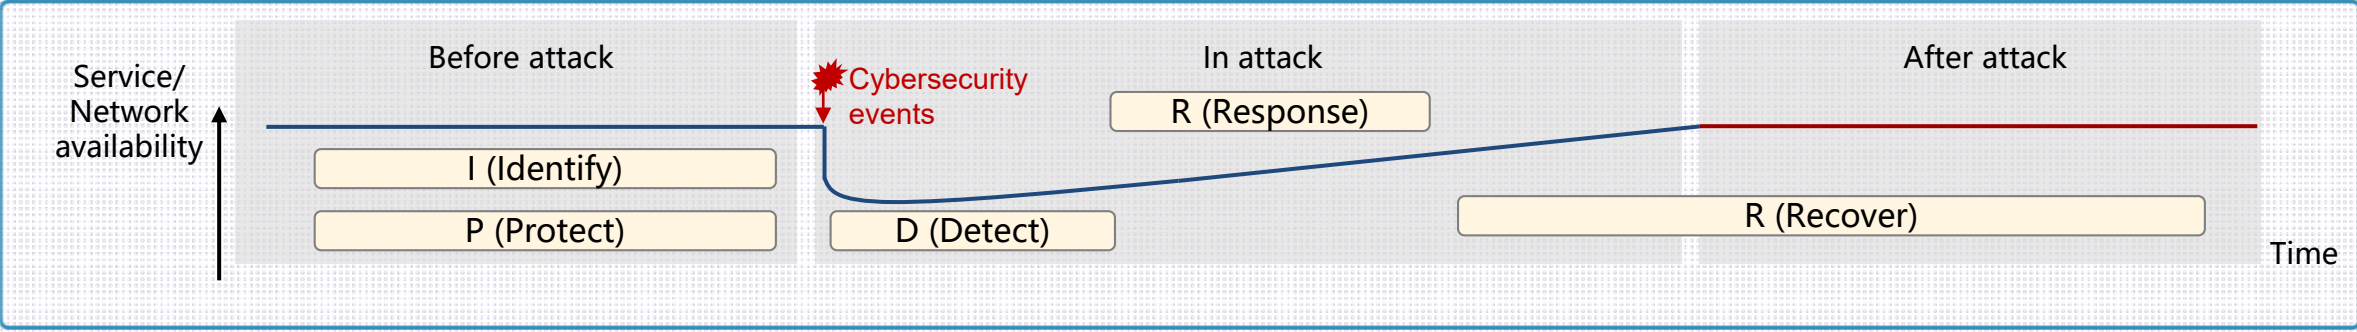 Before attack
In attack
After attack
Service/
Network
availability
Cybersecurity
events
R (Response)
I (Identify)
P (Protect)
D (Detect)
R (Recover)
Time